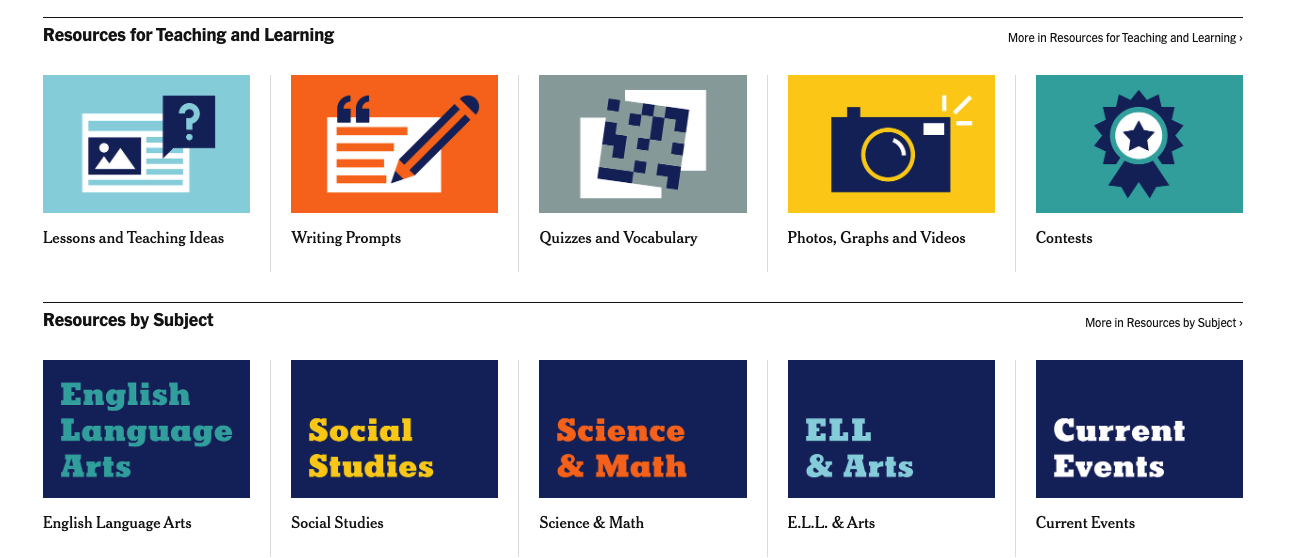 Resources for Teaching and Learning
More in Resources for Teaching and Learning ›
?
“
Lessons and Teaching Ideas
Writing Prompts
Quizzes and Vocabulary
Photos, Graphs and Videos
Contests
Resources by Subject
More in Resources by Subject ›
English
Language
Arts
Social
Studies
Science
& Math
ELL
& Arts
Current
Events
English Language Arts
Social Studies
Science & Math
E.L.L. & Arts
Current Events